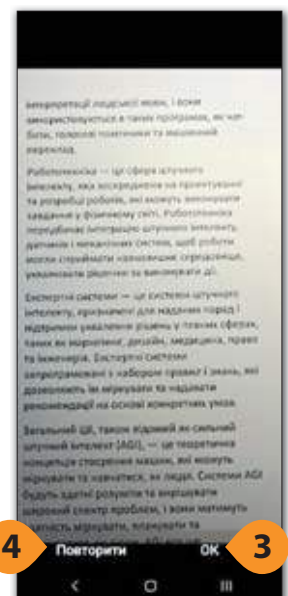 інтерпретації людської мови, і вони
використовуються в таких програмах, як чат-
боти, голосові помічники та машинний
переклад.
Робототехніка — це сфера штучного
інтелекту, яка зосереджена на проектуванні
та розробці роботів, які можуть виконувати
завдання у фізичному світі. Робототехніка
передбачає інтеграцію штучного інтелекту,
датчиків і механічних систем, щоб роботи
могли сприймати навколишнє середовище,
ухвалювати рішення та виконувати дії.
Експертні системи — це системи штучного
інтелекту, призначені для надання порад і
підтримки ухвалення рішень у певних сферах,
таких як маркетинг, дизайн, медицина, право
та інженерія. Експертні системи
запрограмовані з набором правил і знань, які
дозволяють їм міркувати та надавати
рекомендації на основі конкретних умов.
Загальний ШІ, також відомий як сильний
штучний інтелект (AGI), — це теоретична
концепція створення машин, які можуть
міркувати та навчатися, як люди. Системи AGI
будуть здатні розуміти та вирішувати
широкий спектр проблем, і вони матимуть
здатність міркувати, планувати та
4 Повторити OK 3